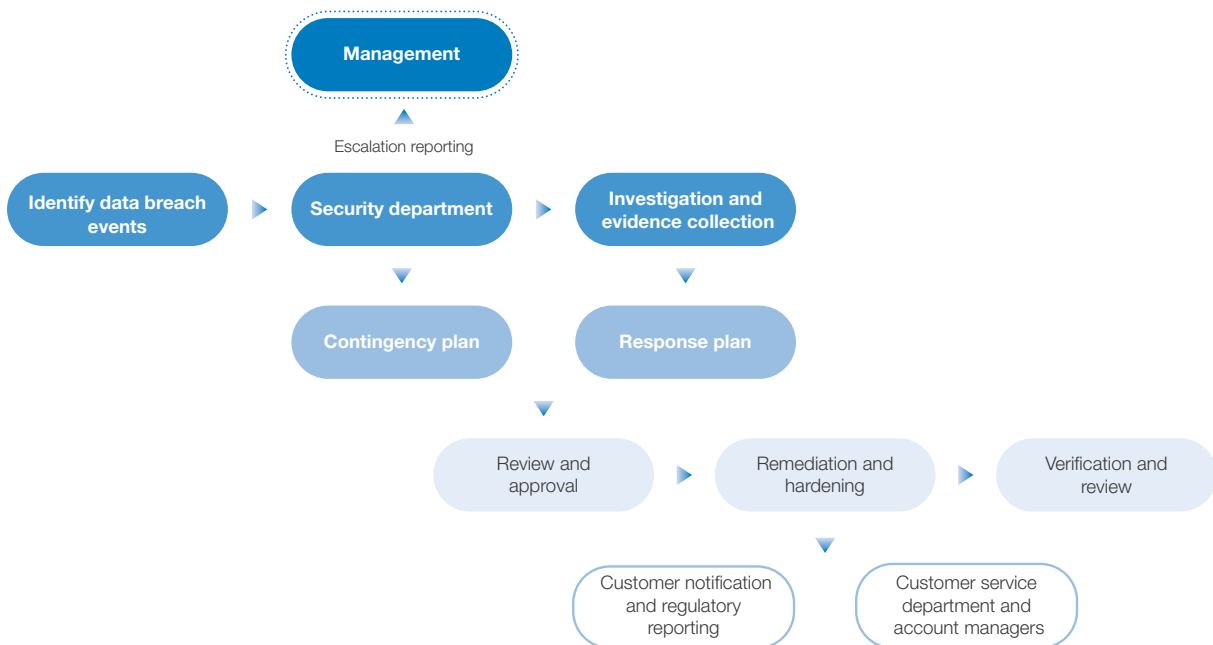 Management
Escalation reporting
Identify data breach
events
Security department
Investigation and
evidence collection
Contingency plan
Response plan
Review and
approval
Remediation and
hardening
Verification and
review
Customer notification
and regulatory
reporting
Customer service
department and
account managers